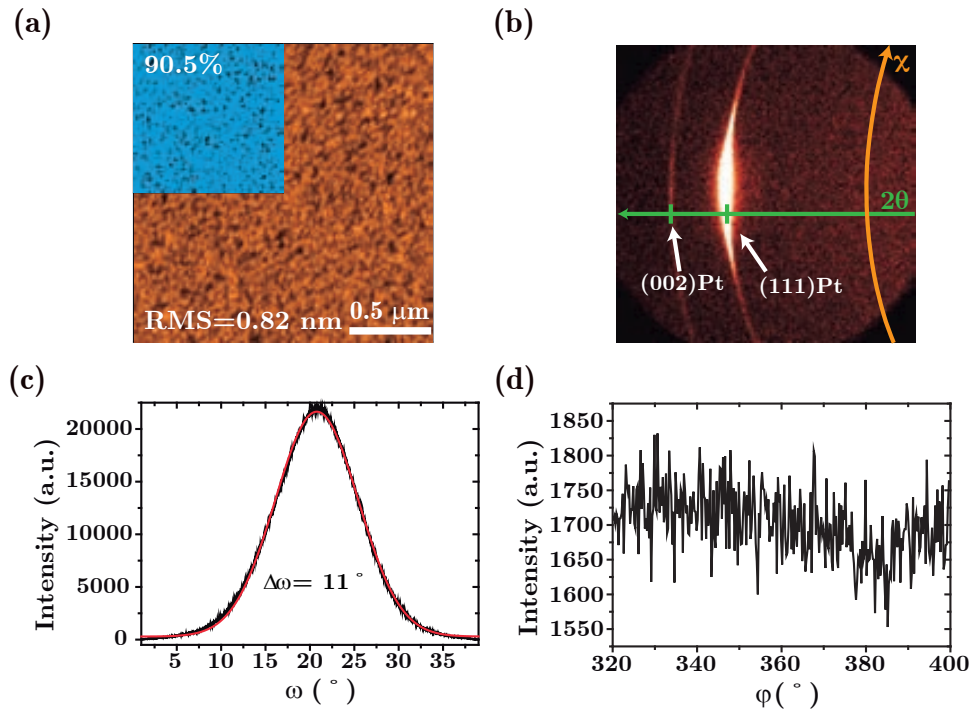 (a)
90.5%
RMS=0.82 nm
0.5 μm
(b)
χ
2θ
(002)Pt
(111)Pt
(c)
Intensity (a.u.)
20000
15000
10000
5000
0
Δω= 11°
5 10 15 20 25 30 35
ω (°)
(d)
Intensity (a.u.)
1850
1800
1750
1700
1650
1600
1550
320 340 360 380 400
φ(°)